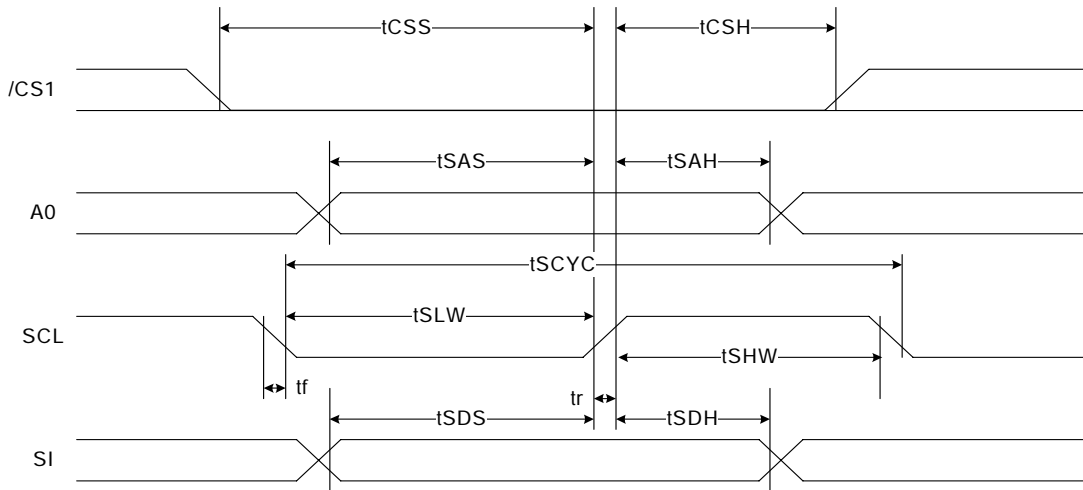 tCSS
tCSH
/CS1
tSAS
tSAH
A0
tSCYC
tSLW
SCL
tSHW
tf
tr
tSDS
tSDH
SI